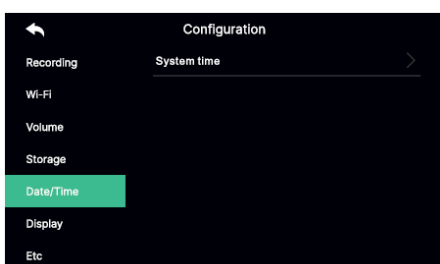 Configuration
Recording
System time
Wi-Fi
Volume
Storage
Date/Time
Display
Etc